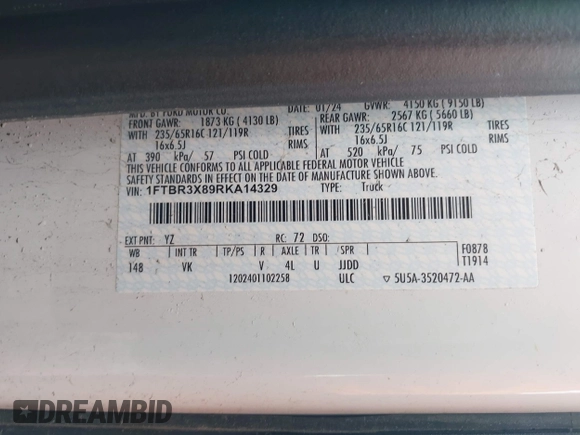 MFD. BY FORD MOTOR CO. DATE: 01/24 GVWR: 4150 KG (9150 LB)
FRONT GAWR: 1873 KG (4130 LB) REAR GAWR: 2567 KG (5660 LB)
WITH 235/65R16C 121/119R TIRES WITH 235/65R16C 121/119R TIRES
16x6.5J RIMS 16x6.5J RIMS
AT 390 kPa/ 57 PSI COLD AT 520 kPa/ 75 PSI COLD
THIS VEHICLE CONFORMS TO ALL APPLICABLE FEDERAL MOTOR VEHICLE
SAFETY STANDARDS IN EFFECT ON THE DATE OF MANUFACTURE SHOWN ABOVE.
VIN: 1FTBR3X89RKA14329 TYPE: Truck
EXT PNT: YZ RC: 72 DSO:
WB INT TR TP/PS R AXLE TR SPR F0878
148 VK V 4L U JJDD T1914
1202401102258 ULC ▽ 5U5A-3520472-AA
DREAMBID